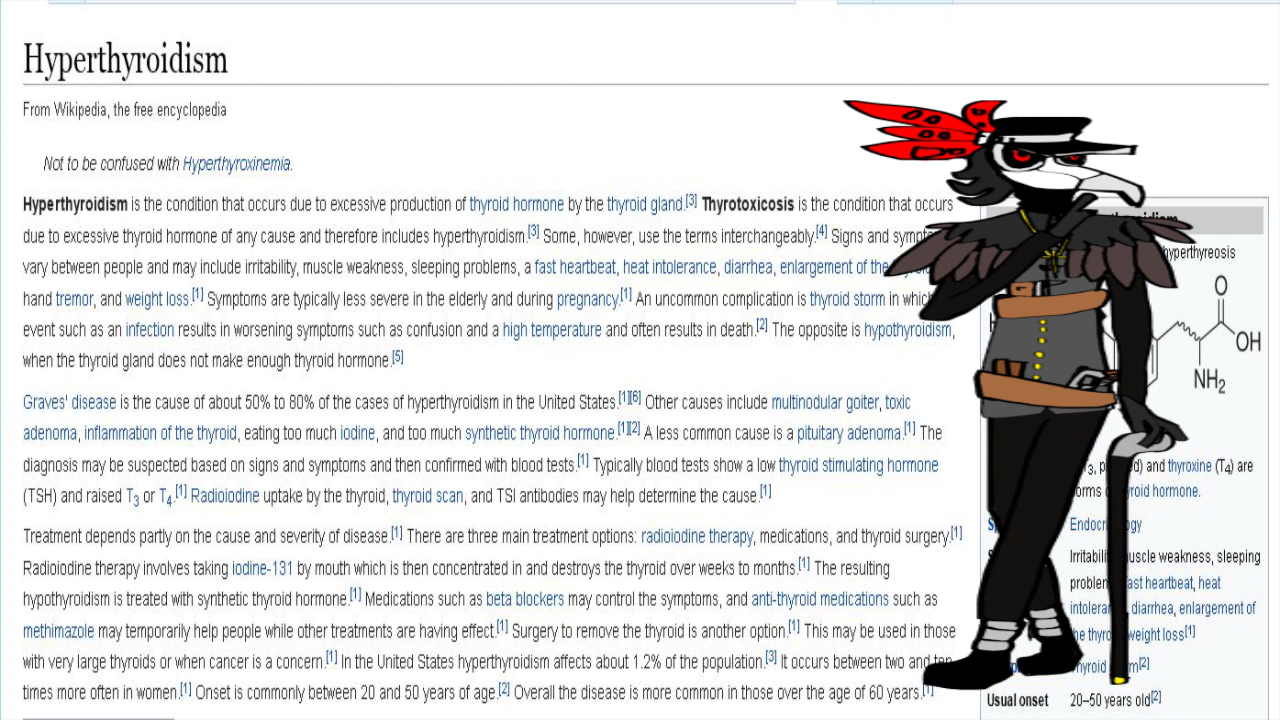 Hyperthyroidism
From Wikipedia, the free encyclopedia
Not to be confused with Hyperthyroxinemia.
Hyperthyroidism is the condition that occurs due to excessive production of thyroid hormone by the thyroid gland.[3] Thyrotoxicosis is the condition that occurs
due to excessive thyroid hormone of any cause and therefore includes hyperthyroidism.[3] Some, however, use the terms interchangeably.[4] Signs and
vary between people and may include irritability, muscle weakness, sleeping problems, a fast heartbeat, heat intolerance, diarrhea, enlargement of the
hand tremor, and weight loss.[1] Symptoms are typically less severe in the elderly and during pregnancy.[1] An uncommon complication is thyroid storm in which
event such as an infection results in worsening symptoms such as confusion and a high temperature and often results in death.[2] The opposite is hypothyroidism,
when the thyroid gland does not make enough thyroid hormone.[5]
Graves' disease is the cause of about 50% to 80% of the cases of hyperthyroidism in the United States.[1][6] Other causes include multinodular goiter, toxic
adenoma, inflammation of the thyroid, eating too much iodine, and too much synthetic thyroid hormone.[1][2] A less common cause is a pituitary adenoma.[1] The
diagnosis may be suspected based on signs and symptoms and then confirmed with blood tests.[1] Typically blood tests show a low thyroid stimulating hormone
(TSH) and raised T3 or T4.[1] Radioiodine uptake by the thyroid, thyroid scan, and TSI antibodies may help determine the cause.[1]
Treatment depends partly on the cause and severity of disease.[1] There are three main treatment options: radioiodine therapy, medications, and thyroid surgery.[1]
Radioiodine therapy involves taking iodine-131 by mouth which is then concentrated in and destroys the thyroid over weeks to months.[1] The resulting
hypothyroidism is treated with synthetic thyroid hormone.[1] Medications such as beta blockers may control the symptoms, and anti-thyroid medications such as
methimazole may temporarily help people while other treatments are having effect.[1] Surgery to remove the thyroid is another option.[1] This may be used in those
with very large thyroids or when cancer is a concern.[1] In the United States hyperthyroidism affects about 1.2% of the population.[3] It occurs between two and ten
times more often in women.[1] Onset is commonly between 20 and 50 years of age.[2] Overall the disease is more common in those over the age of 60 years.[1]
hyperthyreosis
O
OH
NH2
and thyroxine (T4) are
hormone.
Irritability, muscle weakness, sleeping
fast heartbeat, heat
diarrhea, enlargement of
weight loss[1]
[2]
Usual onset 20–50 years old[2]